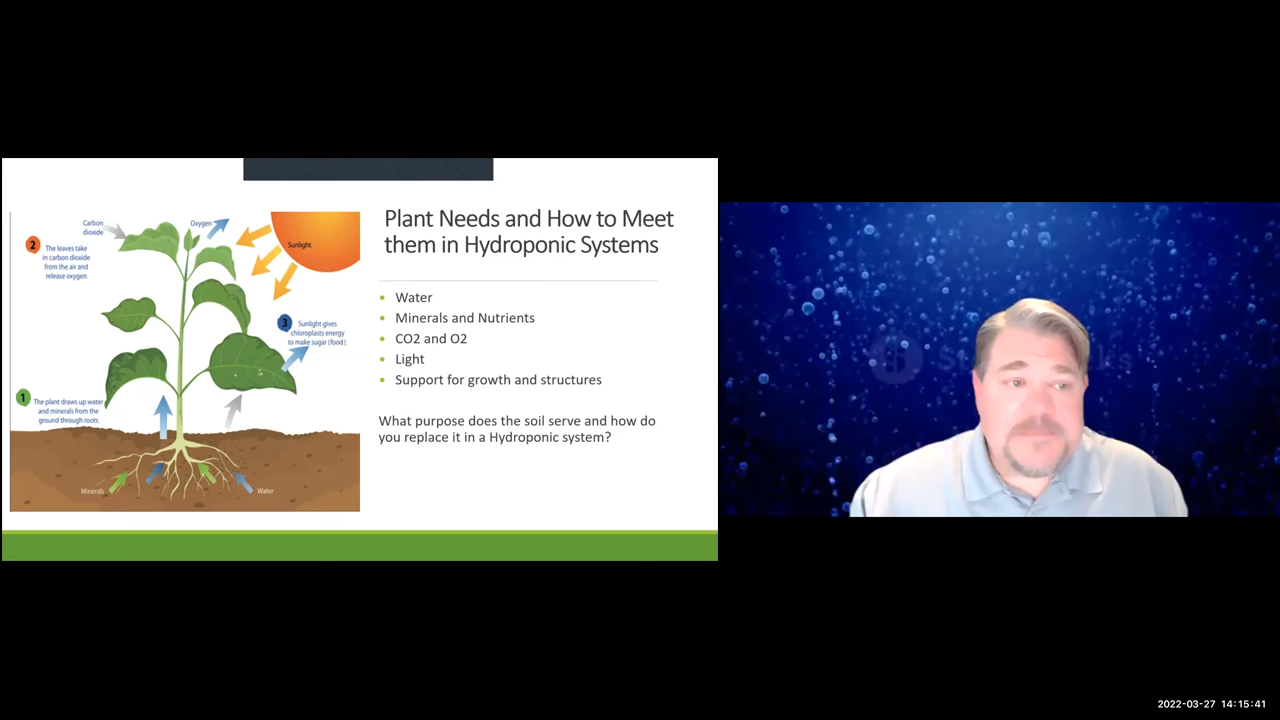 Plant Needs and How to Meet
them in Hydroponic Systems
Water
Minerals and Nutrients
CO2 and O2
Light
Support for growth and structures
What purpose does the soil serve and how do
you replace it in a Hydroponic system?
Carbon
dioxide
Oxygen
Sunlight
2
The leaves take
in carbon dioxide
from the air and
release oxygen.
3
Sunlight gives
chloroplasts energy
to make sugar (food).
1
The plant draws up water
and minerals from the
ground through roots.
Minerals
Water
2022-03-27 14:15:41